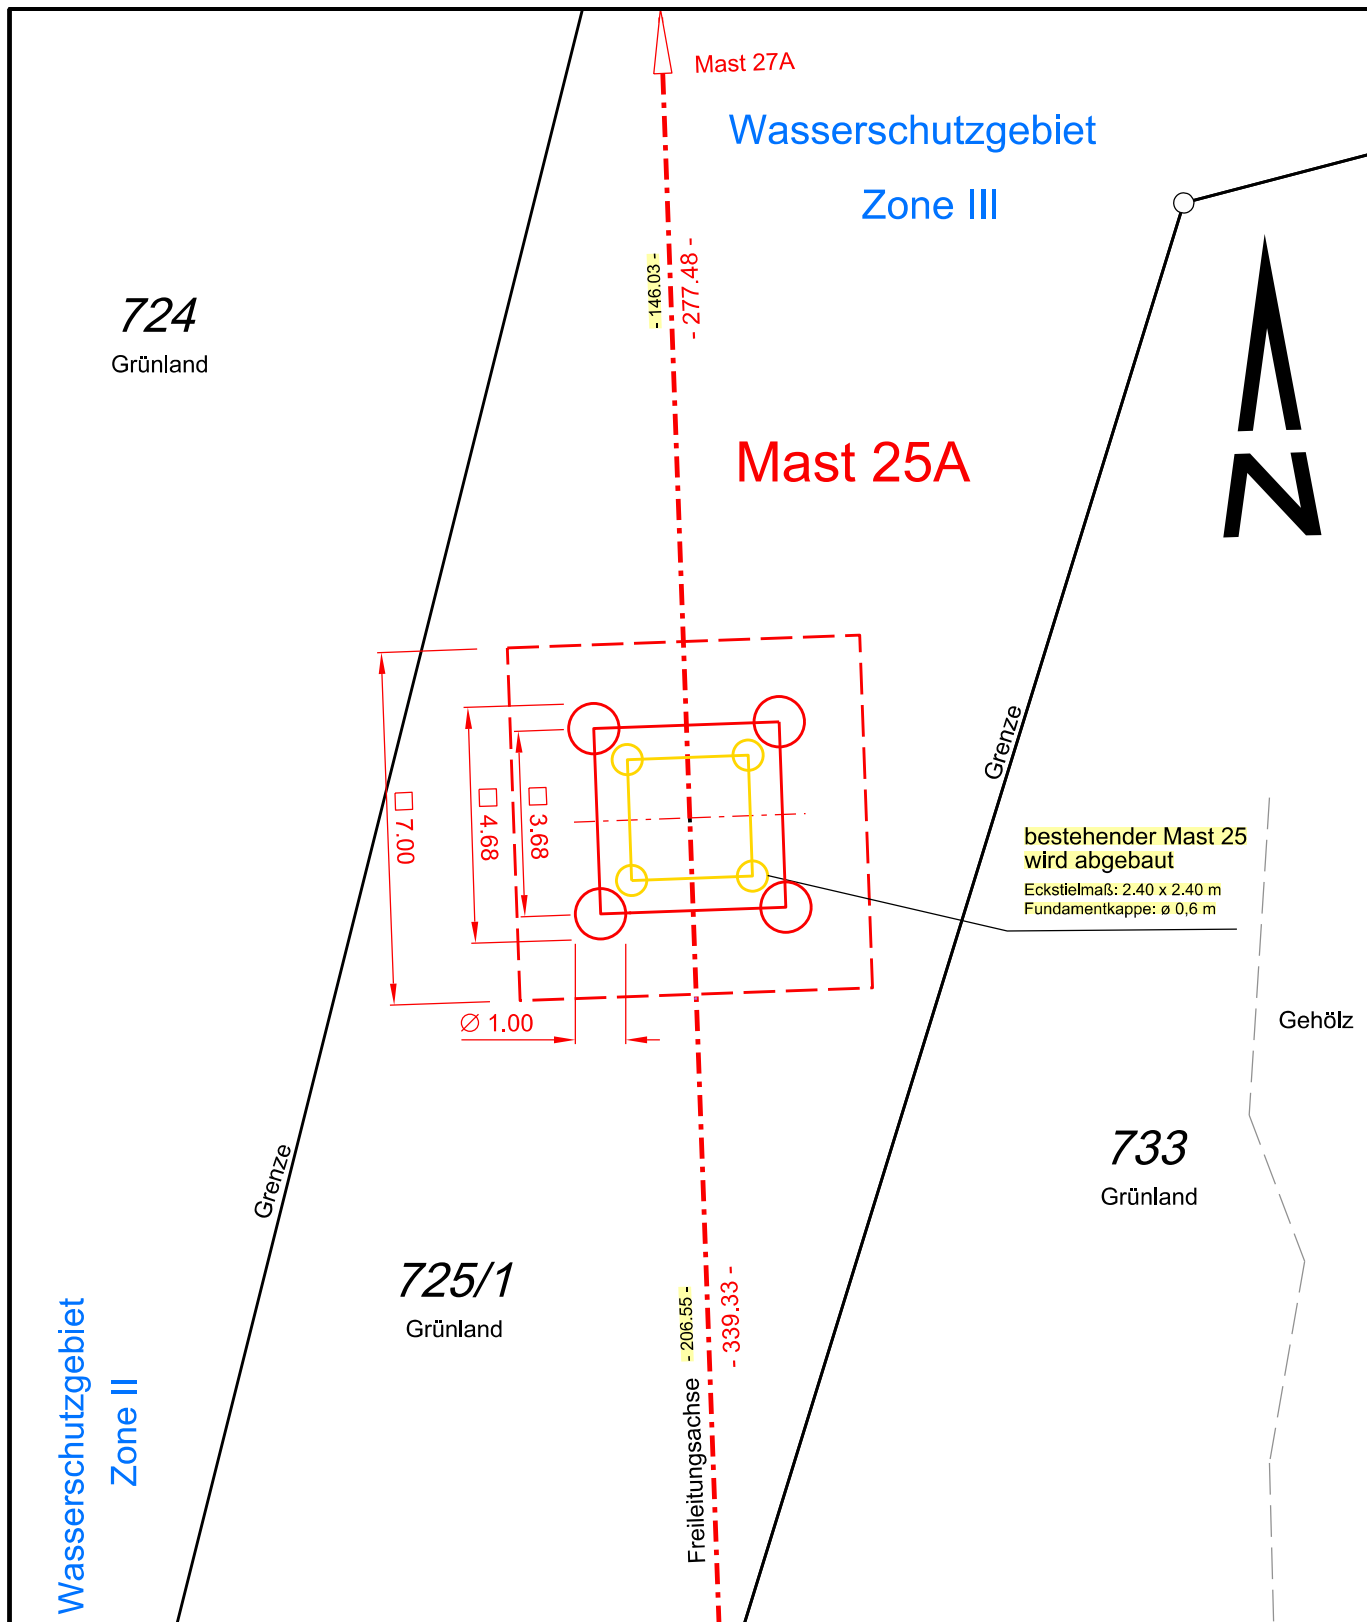 Mast 27A
Wasserschutzgebiet
Zone III
- 146.03 -
- 277.48 -
724
Grünland
N
Mast 25A
Grenze
□ 7.00
□ 4.68
□ 3.68
bestehender Mast 25
wird abgebaut
Eckstielmaß: 2.40 x 2.40 m
Fundamentkappe: ø 0,6 m
∅ 1.00
Gehölz
733
Grünland
Grenze
725/1
Grünland
- 206.55 -
- 339.33 -
Freileitungsachse
Wasserschutzgebiet
Zone II